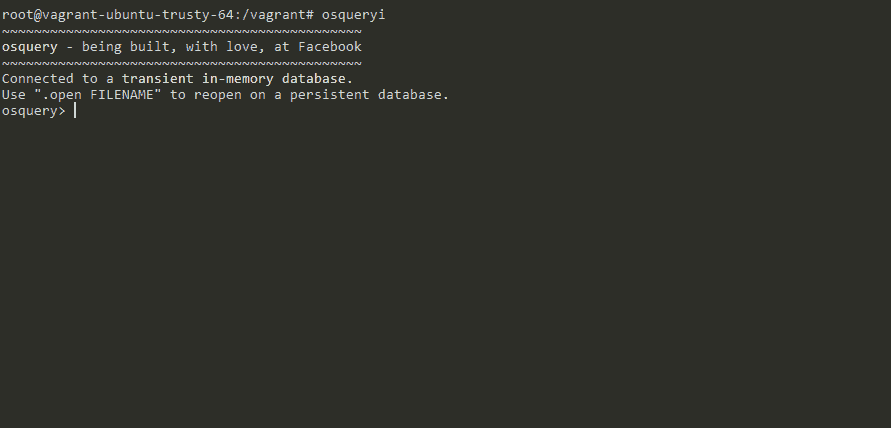 root@vagrant-ubuntu-trusty-64:/vagrant# osqueryi
~~~~~~~~~~~~~~~~~~~~~~~~~~~~~~~~~~~~~~~~~~~~~
osquery - being built, with love, at Facebook
~~~~~~~~~~~~~~~~~~~~~~~~~~~~~~~~~~~~~~~~~~~~~
Connected to a transient in-memory database.
Use ".open FILENAME" to reopen on a persistent database.
osquery>